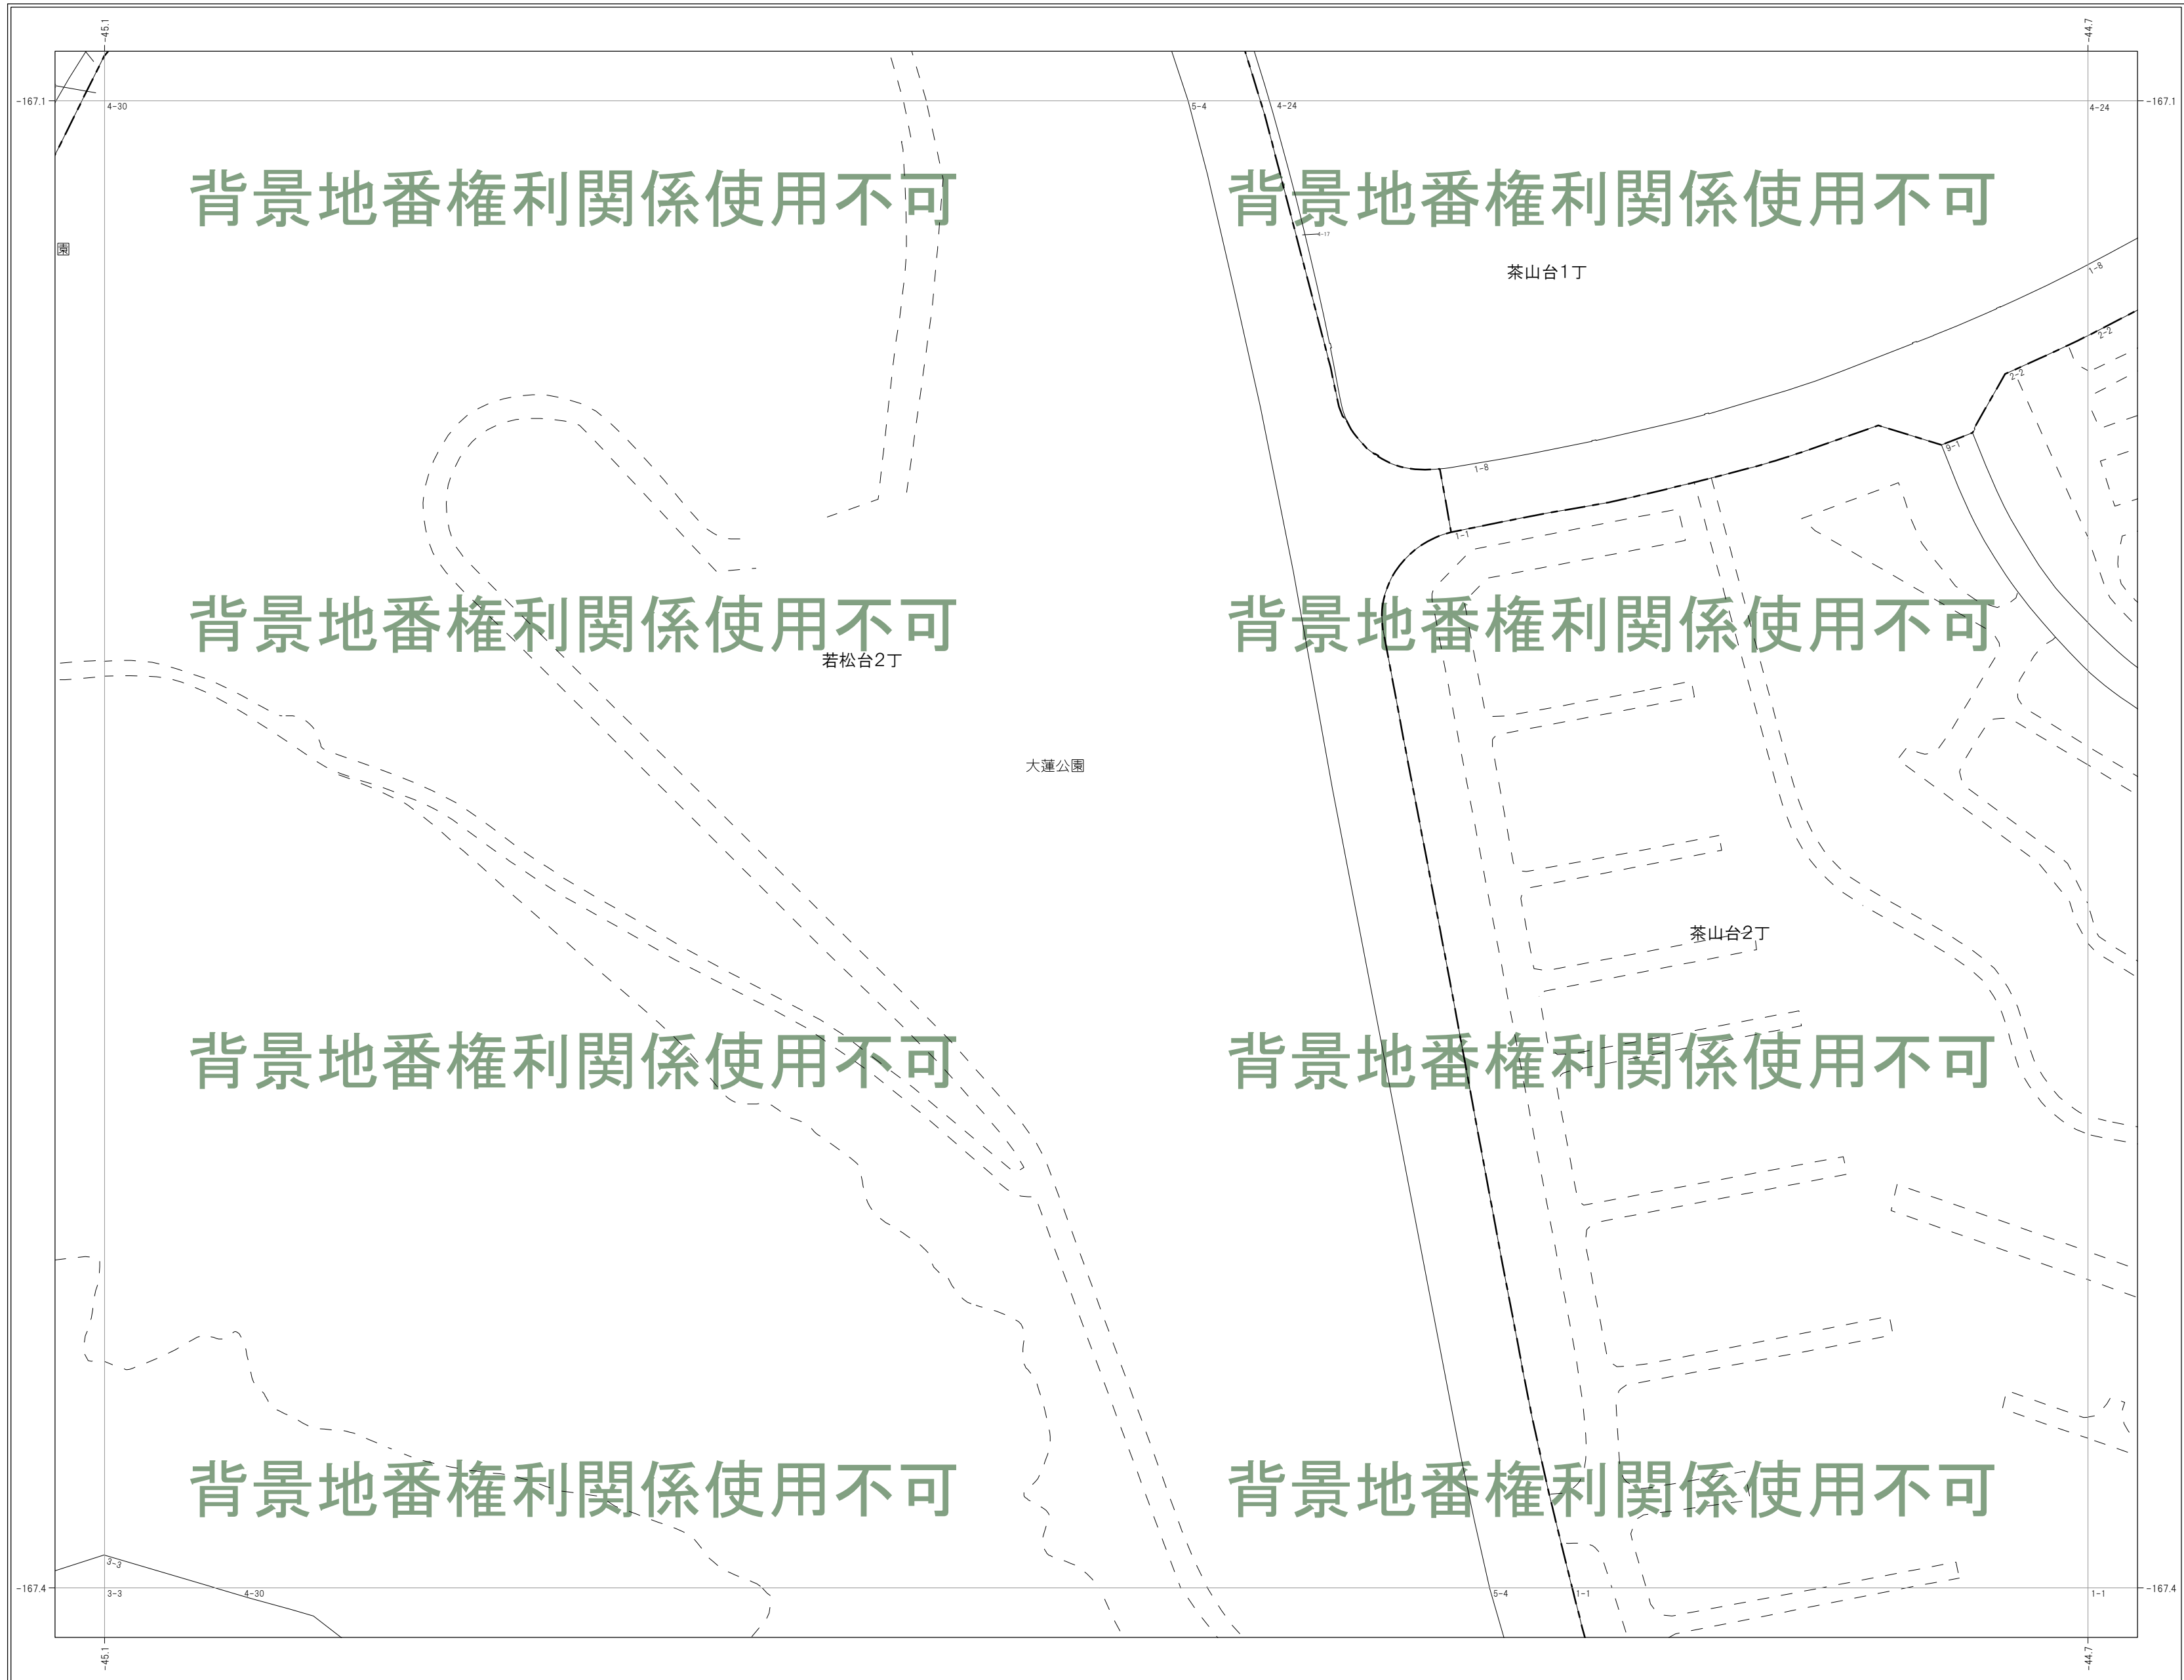 -45.1
-44.7
-167.1
4-30
5-4
4-24
4-24
-167.1
背景地番権利関係使用不可
背景地番権利関係使用不可
4-17
園
茶山台1丁
1-8
2-2
2-2
9-1
1-8
1-1
背景地番権利関係使用不可
背景地番権利関係使用不可
若松台2丁
大蓮公園
茶山台2丁
背景地番権利関係使用不可
背景地番権利関係使用不可
背景地番権利関係使用不可
背景地番権利関係使用不可
3-3
-167.4
3-3
4-30
5-4
1-1
1-1
-167.4
-45.1
-44.7